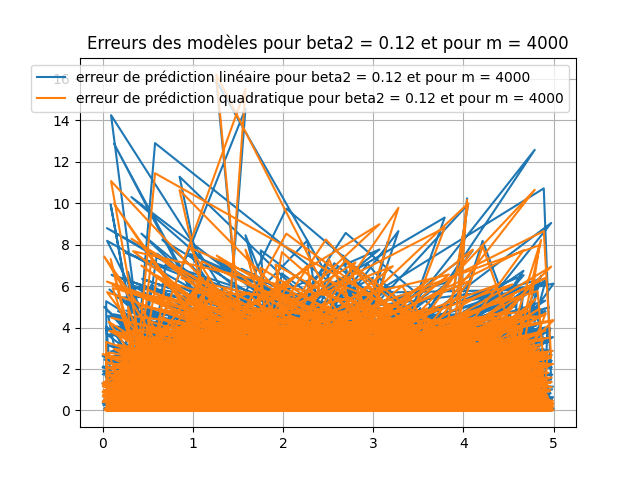 Erreurs des modèles pour beta2 = 0.12 et pour m = 4000
erreur de prédiction linéaire pour beta2 = 0.12 et pour m = 4000
erreur de prédiction quadratique pour beta2 = 0.12 et pour m = 4000
16
14
12
10
8
6
4
2
0
0 1 2 3 4 5